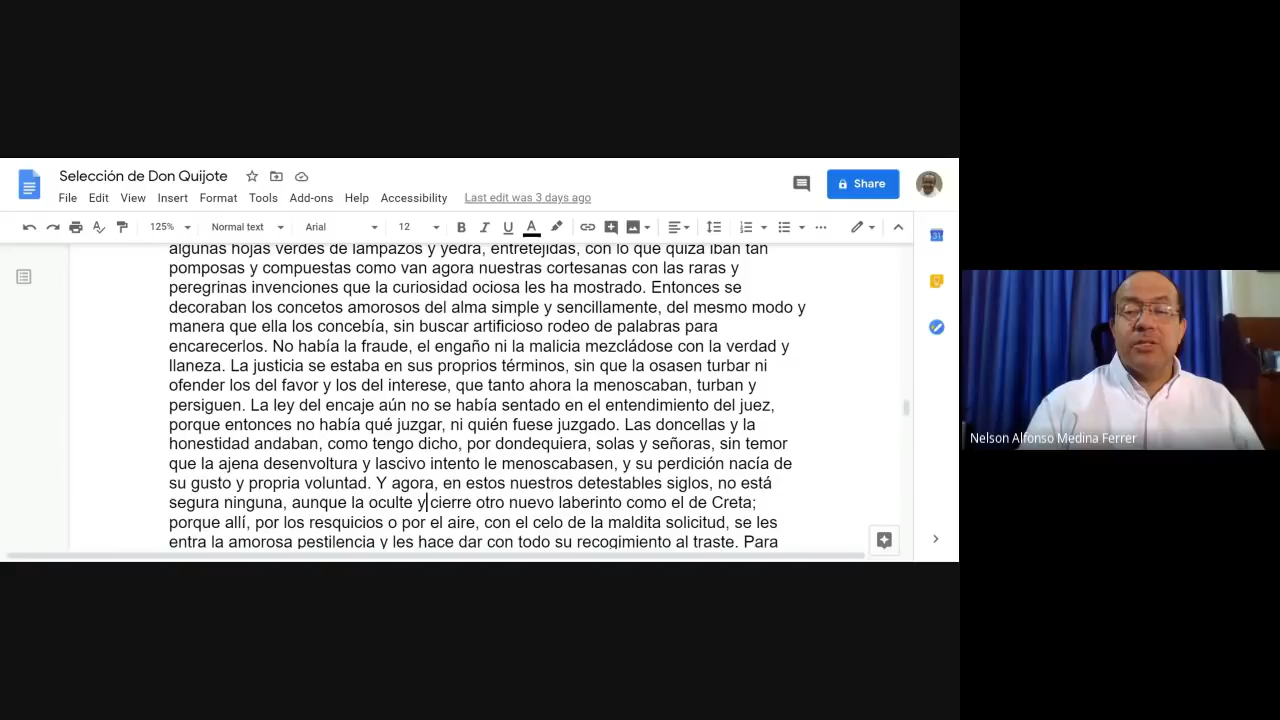 Selección de Don Quijote
File Edit View Insert Format Tools Add-ons Help Accessibility Last edit was 3 days ago
Share
125% Normal text Arial 12 B I U A
algunas hojas verdes de lampazos y yedra, entretejidas, con lo que quizá iban tan
pomposas y compuestas como van agora nuestras cortesanas con las raras y
peregrinas invenciones que la curiosidad ociosa les ha mostrado. Entonces se
decoraban los concetos amorosos del alma simple y sencillamente, del mesmo modo y
manera que ella los concebía, sin buscar artificioso rodeo de palabras para
encarecerlos. No había la fraude, el engaño ni la malicia mezcládose con la verdad y
llaneza. La justicia se estaba en sus proprios términos, sin que la osasen turbar ni
ofender los del favor y los del interese, que tanto ahora la menoscaban, turban y
persiguen. La ley del encaje aún no se había sentado en el entendimiento del juez,
porque entonces no había qué juzgar, ni quién fuese juzgado. Las doncellas y la
honestidad andaban, como tengo dicho, por dondequiera, solas y señoras, sin temor
que la ajena desenvoltura y lascivo intento le menoscabasen, y su perdición nacía de
su gusto y propria voluntad. Y agora, en estos nuestros detestables siglos, no está
segura ninguna, aunque la oculte y cierre otro nuevo laberinto como el de Creta;
porque allí, por los resquicios o por el aire, con el celo de la maldita solicitud, se les
entra la amorosa pestilencia y les hace dar con todo su recogimiento al traste. Para
31
Nelson Alfonso Medina Ferrer